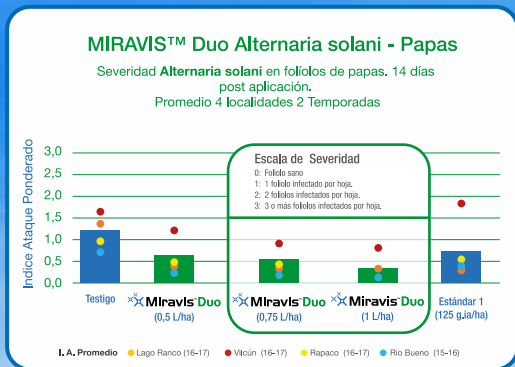 MIRAVIS™ Duo Alternaria solani - Papas
Severidad Alternaria solani en folíolos de papas. 14 días
post aplicación.
Promedio 4 localidades 2 Temporadas
Indice Ataque Ponderado
3,0
2,5
2,0
1,5
1,0
0,5
0,0
Escala de Severidad
0: Foliolo sano
1: 1 foliolo infectado por hoja.
2: 2 foliolos infectados por hoja.
3: 3 o más foliolos infectados por hoja.
Testigo
Miravis Duo
(0,5 L/ha)
Miravis Duo
(0,75 L/ha)
Miravis Duo
(1 L/ha)
Estándar 1
(125 g.ia/ha)
I. A. Promedio Lago Ranco (16-17) Vilcún (16-17) Rapaco (16-17) Río Bueno (15-16)